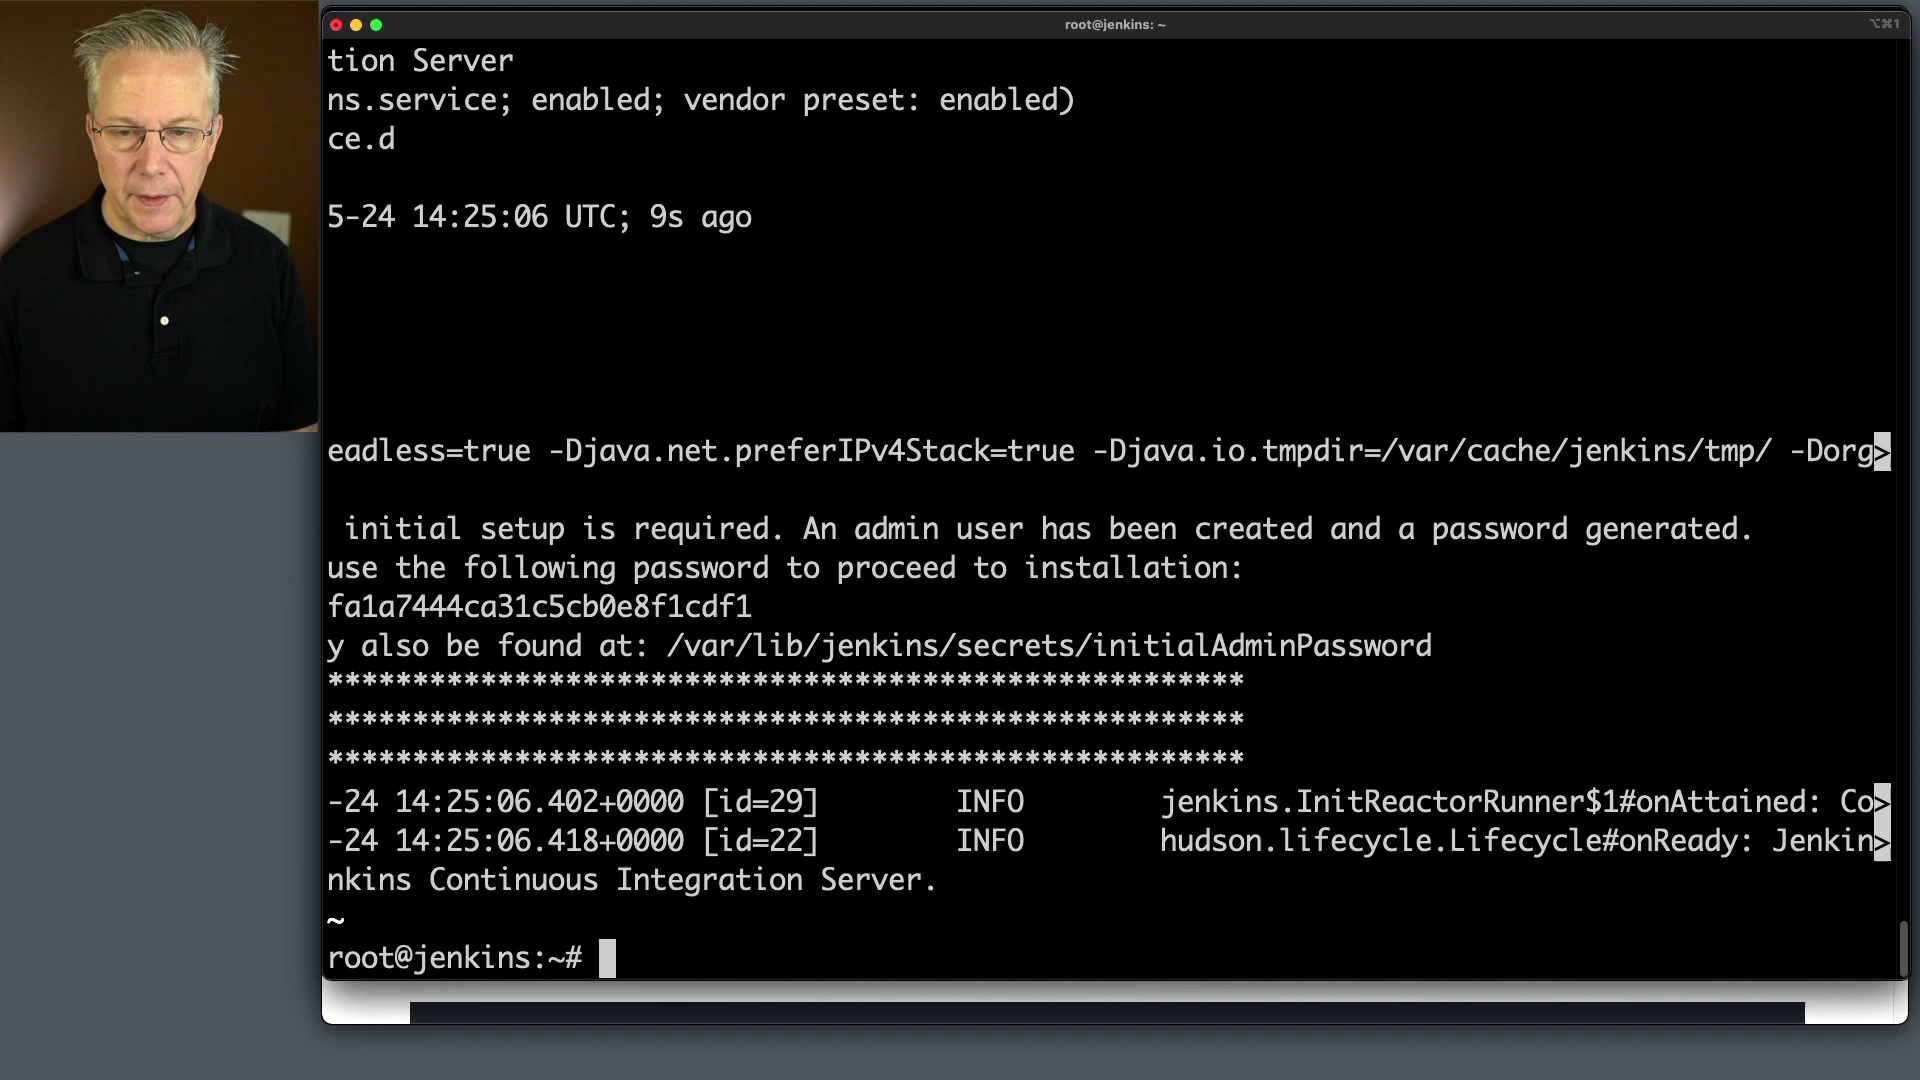 root@jenkins: ~
⌥⌘1
tion Server
ns.service; enabled; vendor preset: enabled)
ce.d
5-24 14:25:06 UTC; 9s ago
eadless=true -Djava.net.preferIPv4Stack=true -Djava.io.tmpdir=/var/cache/jenkins/tmp/ -Dorg>
initial setup is required. An admin user has been created and a password generated.
use the following password to proceed to installation:
fa1a7444ca31c5cb0e8f1cdf1
y also be found at: /var/lib/jenkins/secrets/initialAdminPassword
******************************************************
******************************************************
******************************************************
-24 14:25:06.402+0000 [id=29]        INFO        jenkins.InitReactorRunner$1#onAttained: Co>
-24 14:25:06.418+0000 [id=22]        INFO        hudson.lifecycle.Lifecycle#onReady: Jenkin>
nkins Continuous Integration Server.
~
root@jenkins:~#